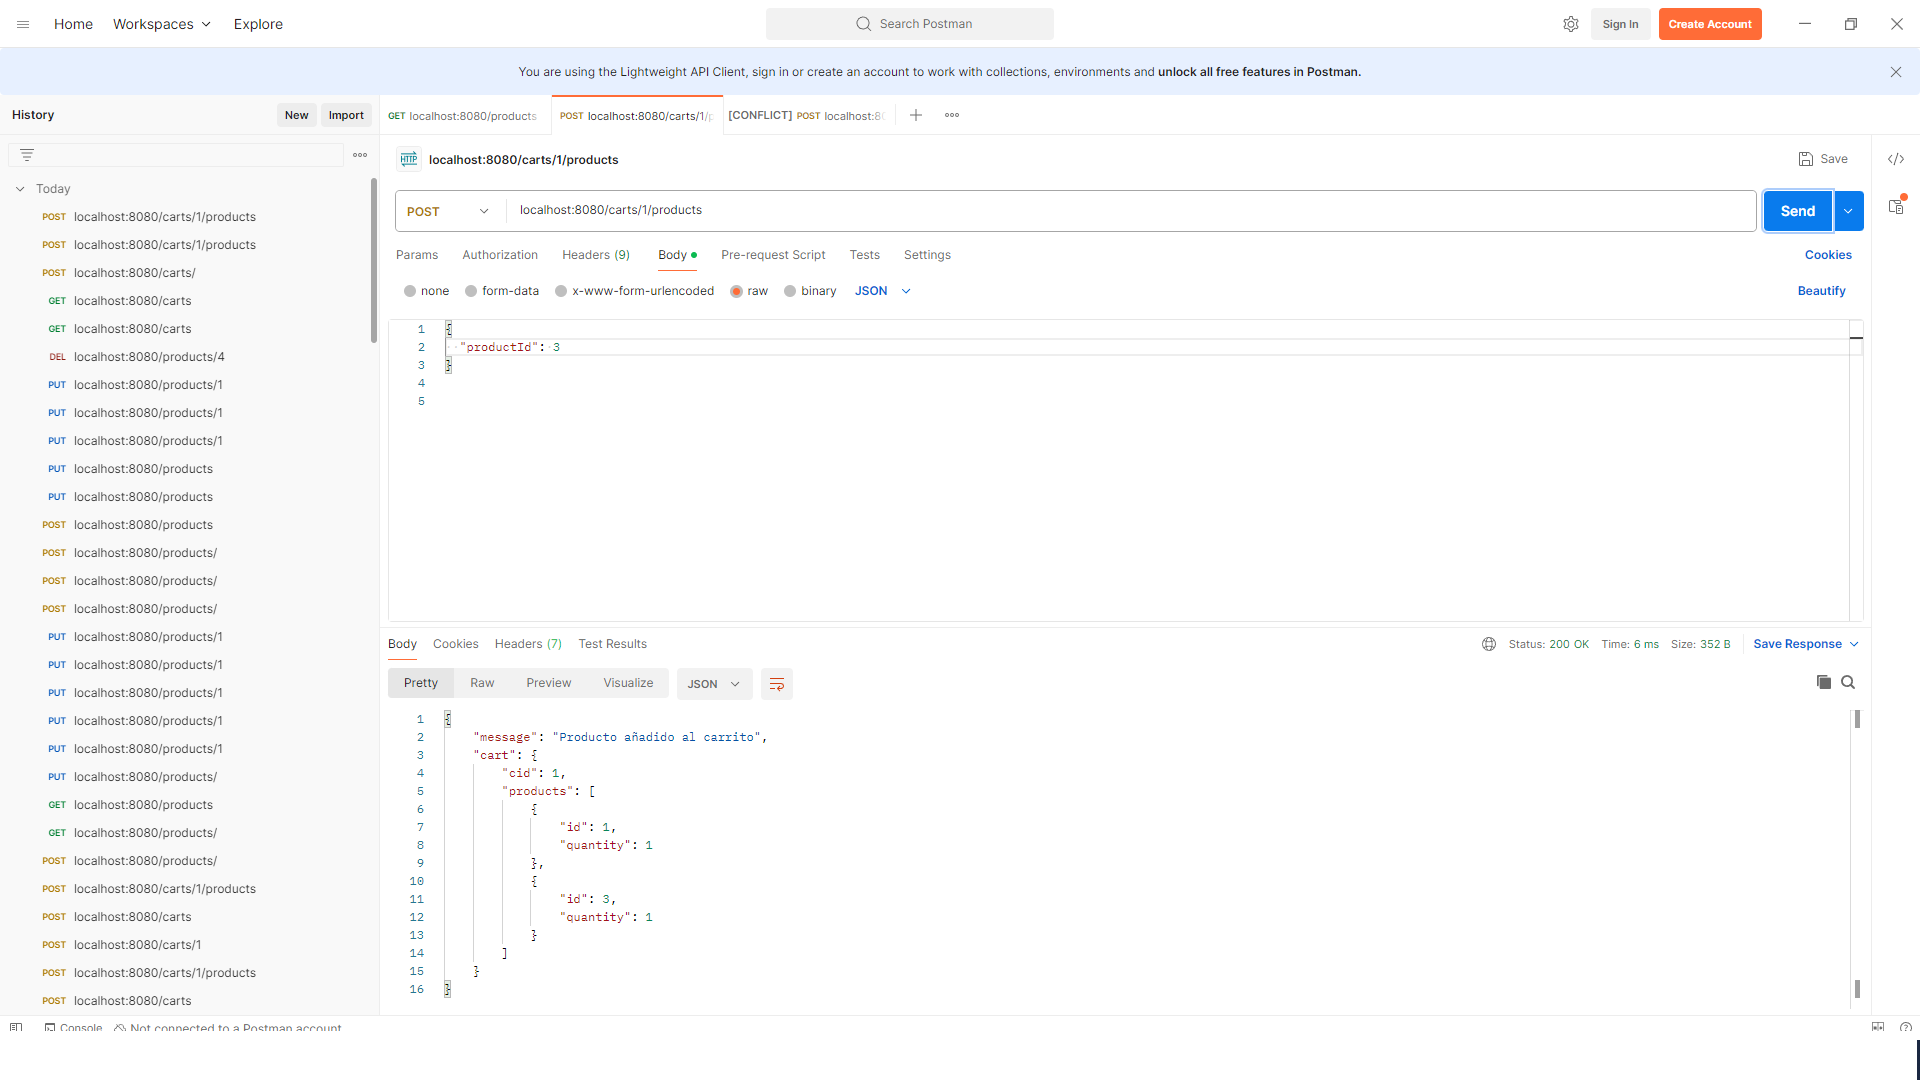 Home Workspaces Explore Search Postman Sign In Create Account
You are using the Lightweight API Client, sign in or create an account to work with collections, environments and unlock all free features in Postman.
History New Import
GET localhost:8080/products POST localhost:8080/carts/1/p [CONFLICT] POST localhost:80
HTTP localhost:8080/carts/1/products Save
Today
POST localhost:8080/carts/1/products
POST localhost:8080/carts/1/products
POST localhost:8080/carts/
GET localhost:8080/carts
GET localhost:8080/carts
DEL localhost:8080/products/4
PUT localhost:8080/products/1
PUT localhost:8080/products/1
PUT localhost:8080/products/1
PUT localhost:8080/products
PUT localhost:8080/products
POST localhost:8080/products
POST localhost:8080/products/
POST localhost:8080/products/
POST localhost:8080/products/
PUT localhost:8080/products/1
PUT localhost:8080/products/1
PUT localhost:8080/products/1
PUT localhost:8080/products/1
PUT localhost:8080/products/1
POST localhost:8080/products/
GET localhost:8080/products
GET localhost:8080/products/
POST localhost:8080/products/
POST localhost:8080/carts/1/products
POST localhost:8080/carts
POST localhost:8080/carts/1
POST localhost:8080/carts/1/products
POST localhost:8080/carts
POST localhost:8080/carts/1/products Send
Params Authorization Headers (9) Body Pre-request Script Tests Settings Cookies
none form-data x-www-form-urlencoded raw binary JSON Beautify
1 {
2 "productId": 3
3 }
4
5
Body Cookies Headers (7) Test Results Status: 200 OK Time: 6 ms Size: 352 B Save Response
Pretty Raw Preview Visualize JSON
1 {
2 "message": "Producto añadido al carrito",
3 "cart": {
4 "cid": 1,
5 "products": [
6 {
7 "id": 1,
8 "quantity": 1
9 },
10 {
11 "id": 3,
12 "quantity": 1
13 }
14 ]
15 }
16 }
Console Not connected to a Postman account